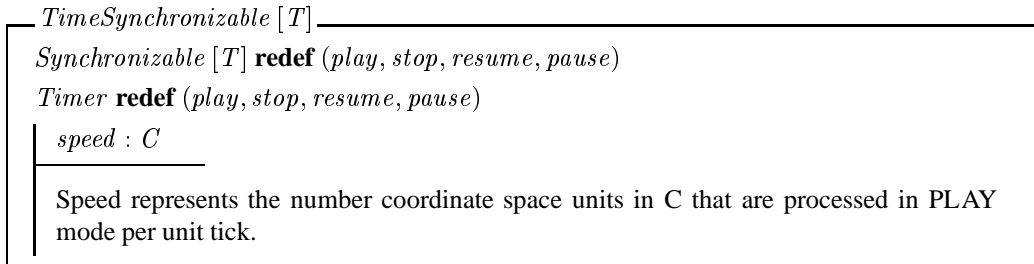 TimeSynchronizable [T]
Synchronizable [T] redef (play, stop, resume, pause)
Timer redef (play, stop, resume, pause)
speed : C
Speed represents the number coordinate space units in C that are processed in PLAY
mode per unit tick.